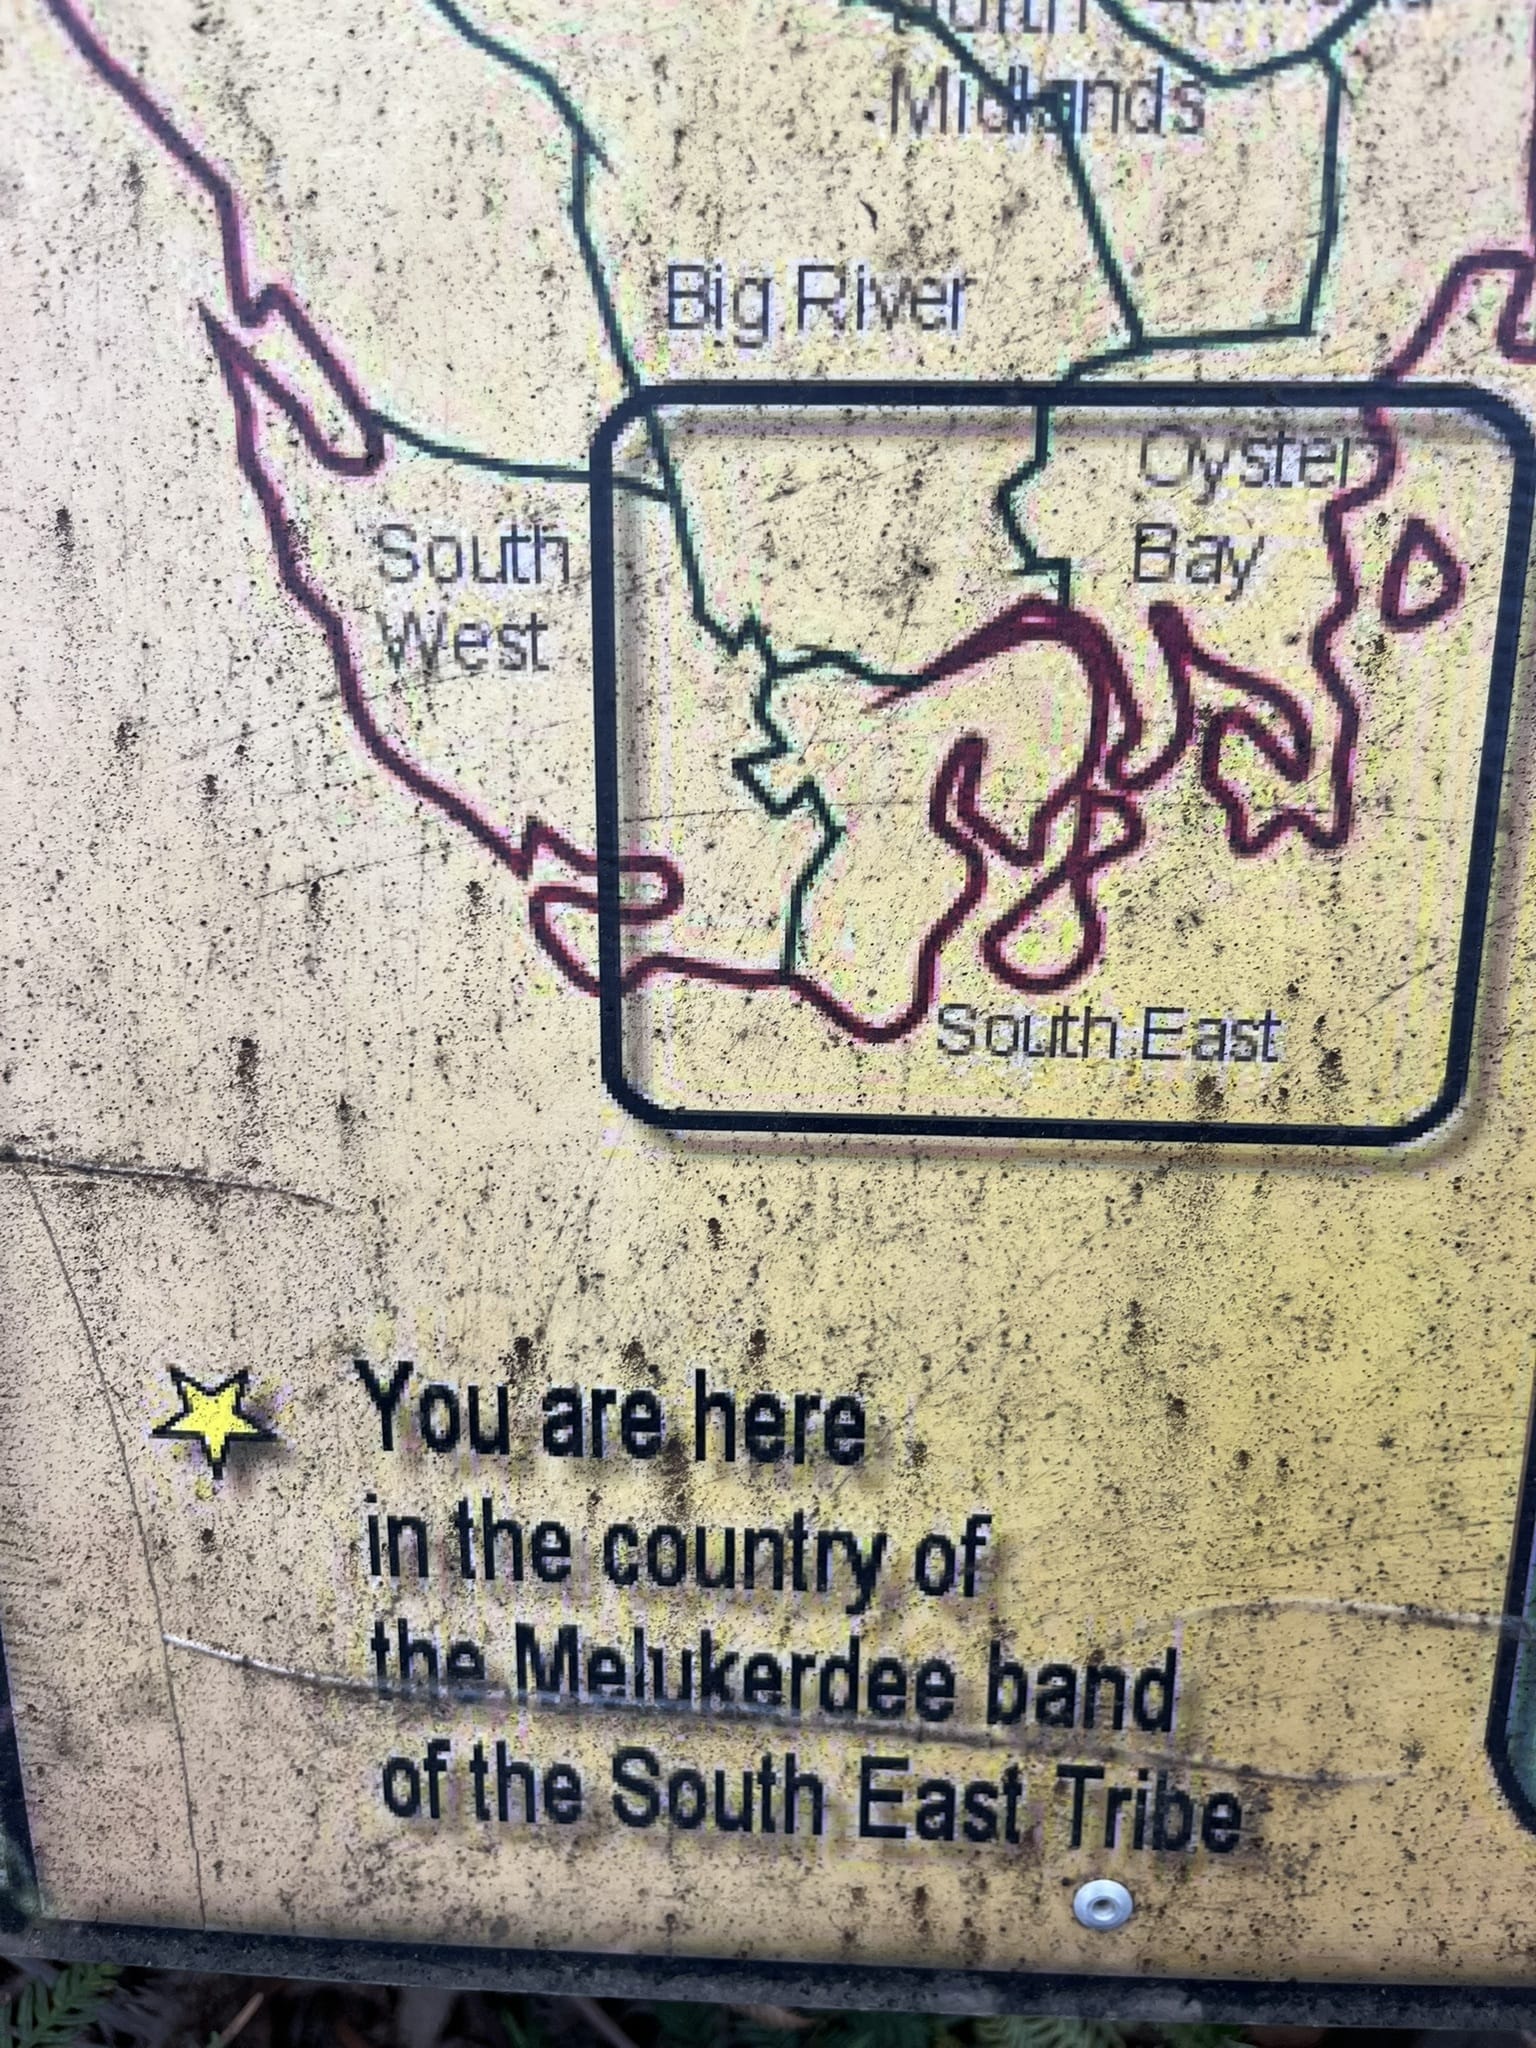 Midlands
Big River
Oyster
Bay
South
West
South East
You are here
in the country of
the Melukerdee band
of the South East Tribe